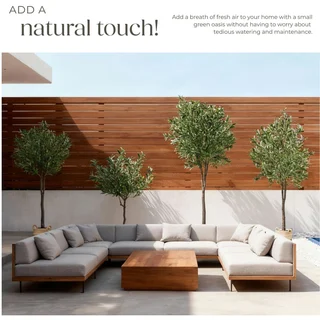 ADD A
natural touch!
Add a breath of fresh air to your home with a small
green oasis without having to worry about
tedious watering and maintenance.